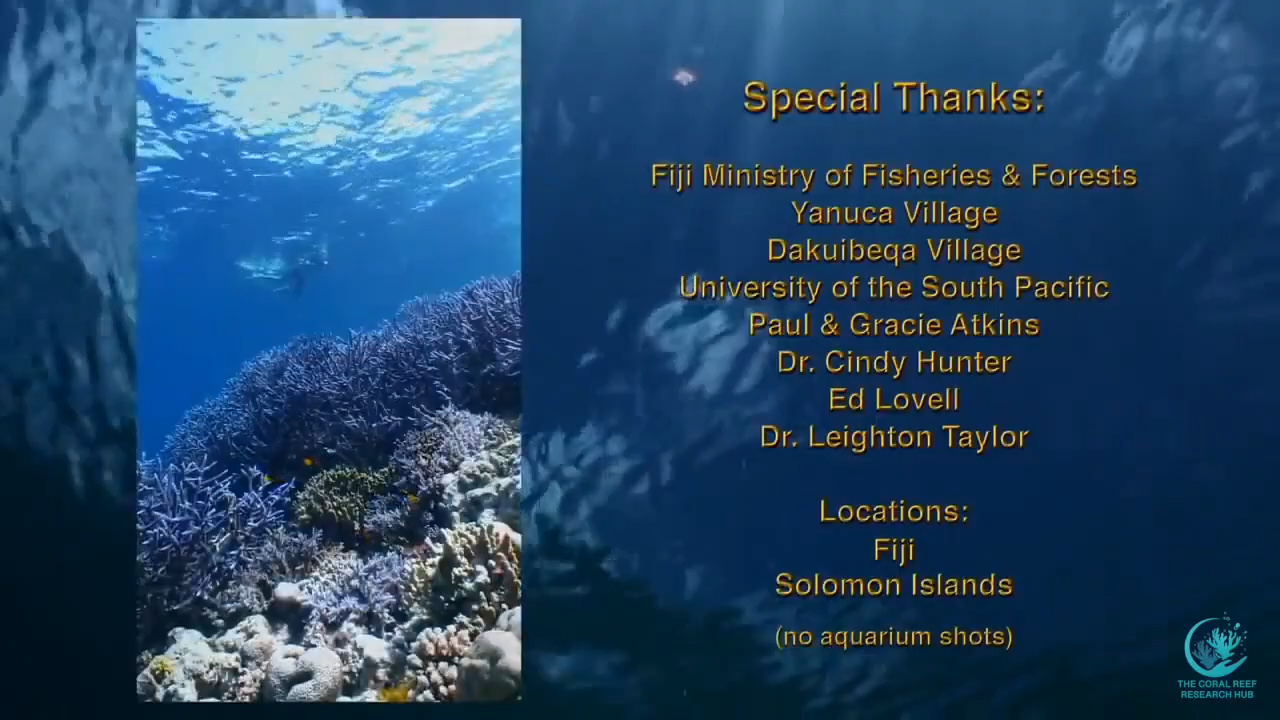 Special Thanks:
Fiji Ministry of Fisheries & Forests
Yanuca Village
Dakuibeqa Village
University of the South Pacific
Paul & Gracie Atkins
Dr. Cindy Hunter
Ed Lovell
Dr. Leighton Taylor
Locations:
Fiji
Solomon Islands
(no aquarium shots)
THE CORAL REEF
RESEARCH HUB